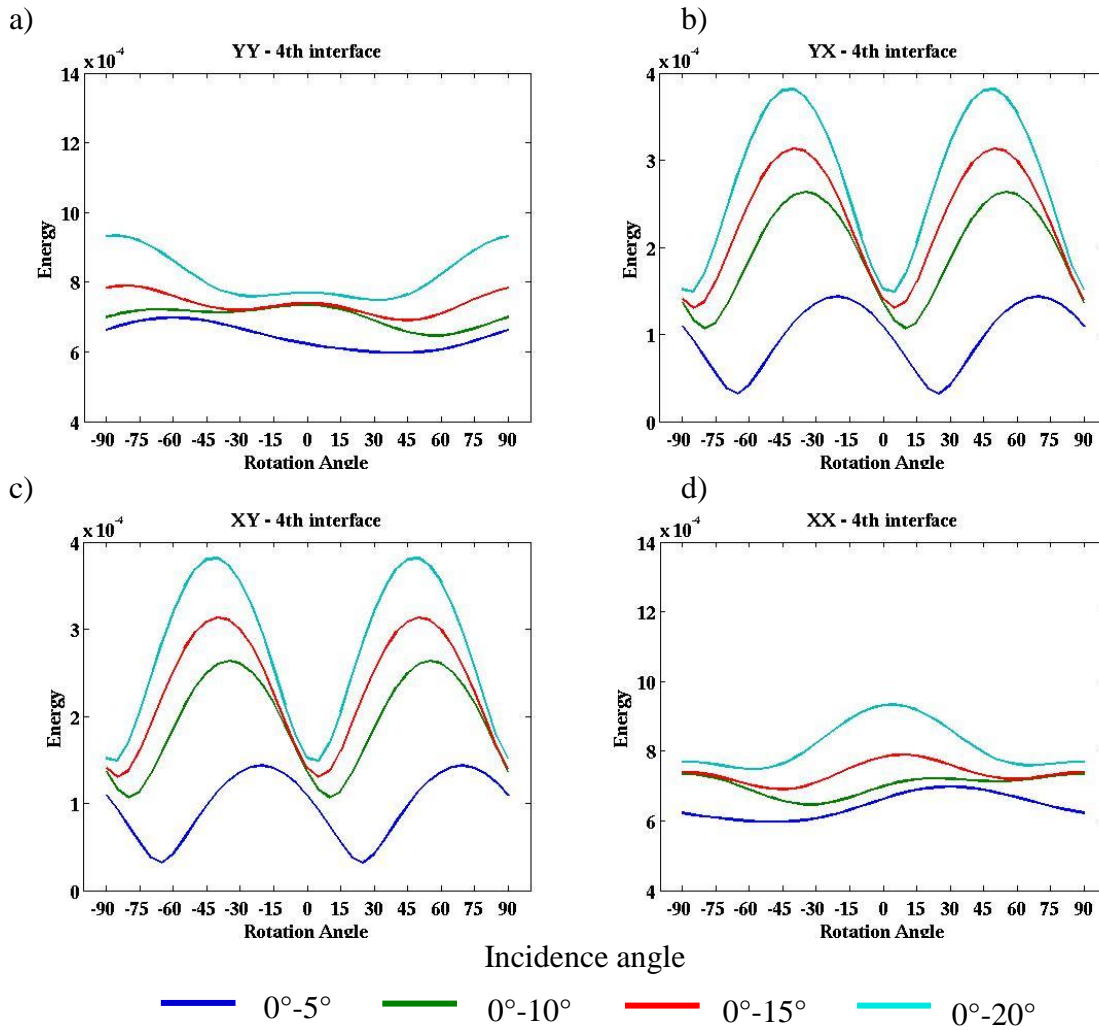 a)
YY - 4th interface
x 10-4
14
12
10
8
6
4
Energy
-90 -75 -60 -45 -30 -15 0 15 30 45 60 75 90
Rotation Angle
b)
YX - 4th interface
x 10-4
4
3
2
1
0
Energy
-90 -75 -60 -45 -30 -15 0 15 30 45 60 75 90
Rotation Angle
c)
XY - 4th interface
x 10-4
4
3
2
1
0
Energy
-90 -75 -60 -45 -30 -15 0 15 30 45 60 75 90
Rotation Angle
d)
XX - 4th interface
x 10-4
14
12
10
8
6
4
Energy
-90 -75 -60 -45 -30 -15 0 15 30 45 60 75 90
Rotation Angle
Incidence angle
0°-5° 0°-10° 0°-15° 0°-20°